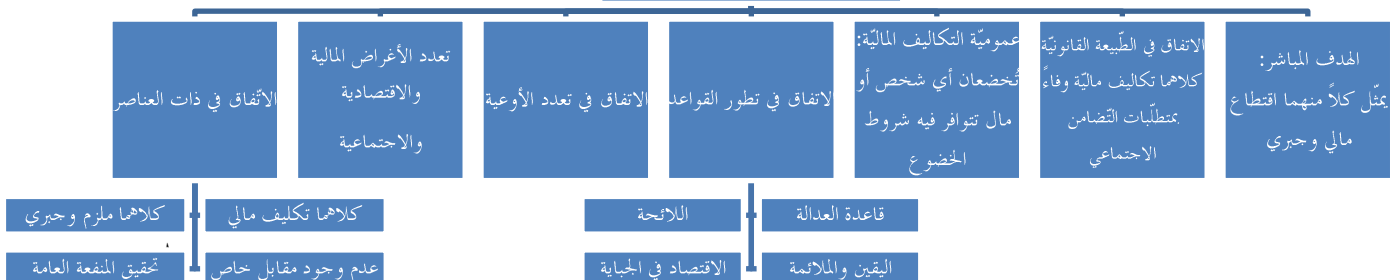 الهدف المباشر:
يمثّل كلاً منهما اقتطاع
مالي وجبري
الاتفاق في الطّبيعة القانونيّة
كلاهما تكاليف ماليّة وفاءً
بمتطلّبات التّضامن
الاجتماعي
عموميّة التكاليف الماليّة:
تُخضعان أي شخص أو
مال تتوافر فيه شروط
الخضوع
الاتفاق في تطور القواعد
الاتفاق في تعدد الأوعية
تعدد الأغراض المالية
والاقتصادية
والاجتماعية
الاتّفاق في ذات العناصر
قاعدة العدالة
اللائحة
اليقين والملائمة
الاقتصاد في الجباية
كلاهما تكليف مالي
كلاهما ملزم وجبري
عدم وجود مقابل خاص
تحقيق المنفعة العامة